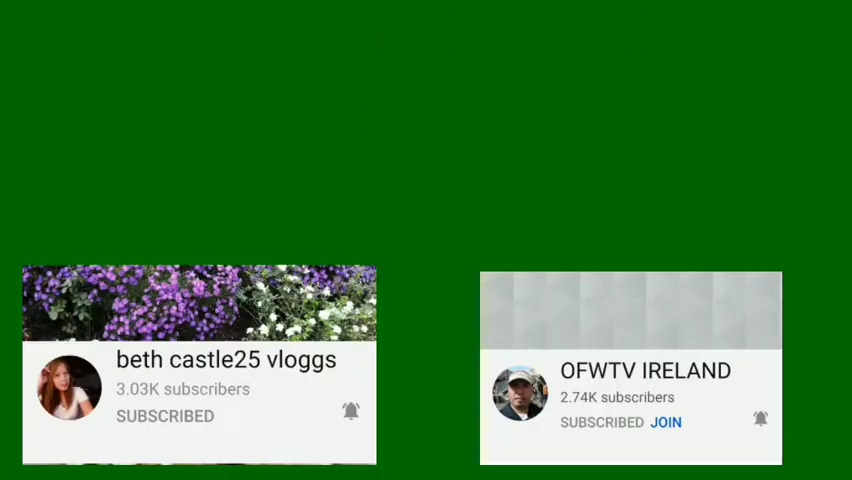 beth castle25 vloggs
3.03K subscribers
SUBSCRIBED
OFWTV IRELAND
2.74K subscribers
SUBSCRIBED JOIN